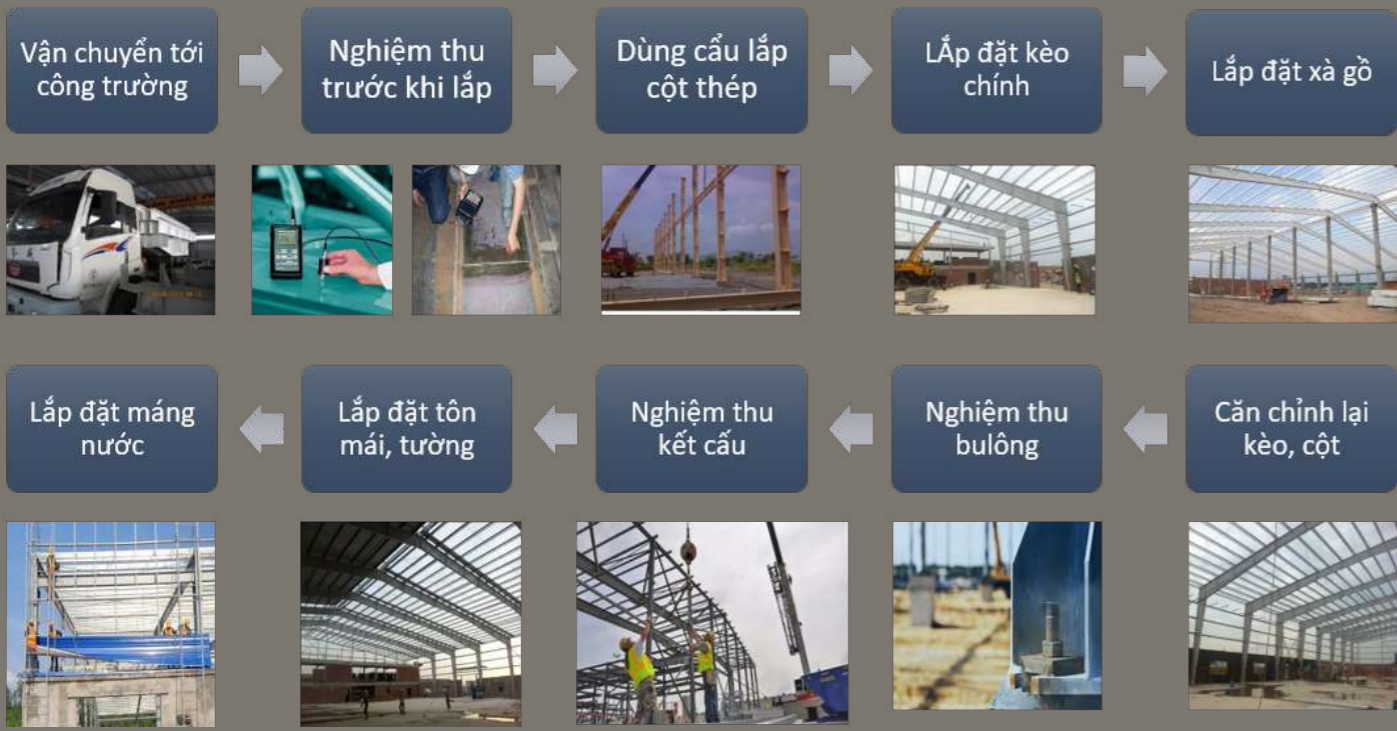 Vận chuyển tới
công trường
Nghiệm thu
trước khi lắp
Dùng cẩu lắp
cột thép
LẮp đặt kèo
chính
Lắp đặt xà gồ
Căn chỉnh lại
kèo, cột
Nghiệm thu
bulông
Nghiệm thu
kết cấu
Lắp đặt tôn
mái, tường
Lắp đặt máng
nước